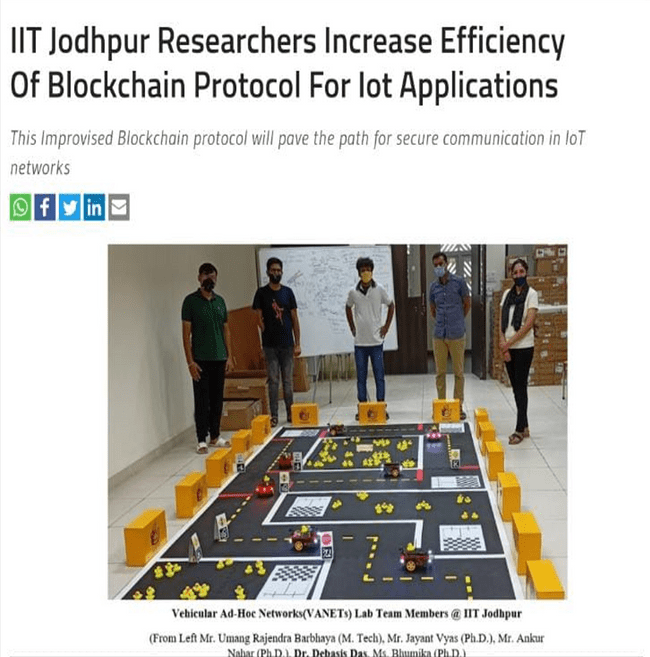 IIT Jodhpur Researchers Increase Efficiency
Of Blockchain Protocol For Iot Applications
This Improvised Blockchain protocol will pave the path for secure communication in IoT
networks
Vehicular Ad-Hoc Networks(VANETs) Lab Team Members @ IIT Jodhpur
(From Left Mr. Umang Rajendra Barbhaya (M. Tech), Mr. Jayant Vyas (Ph.D.), Mr. Ankur
Nahar (Ph.D.), Dr. Debasis Das, Ms. Bhumika (Ph.D.)